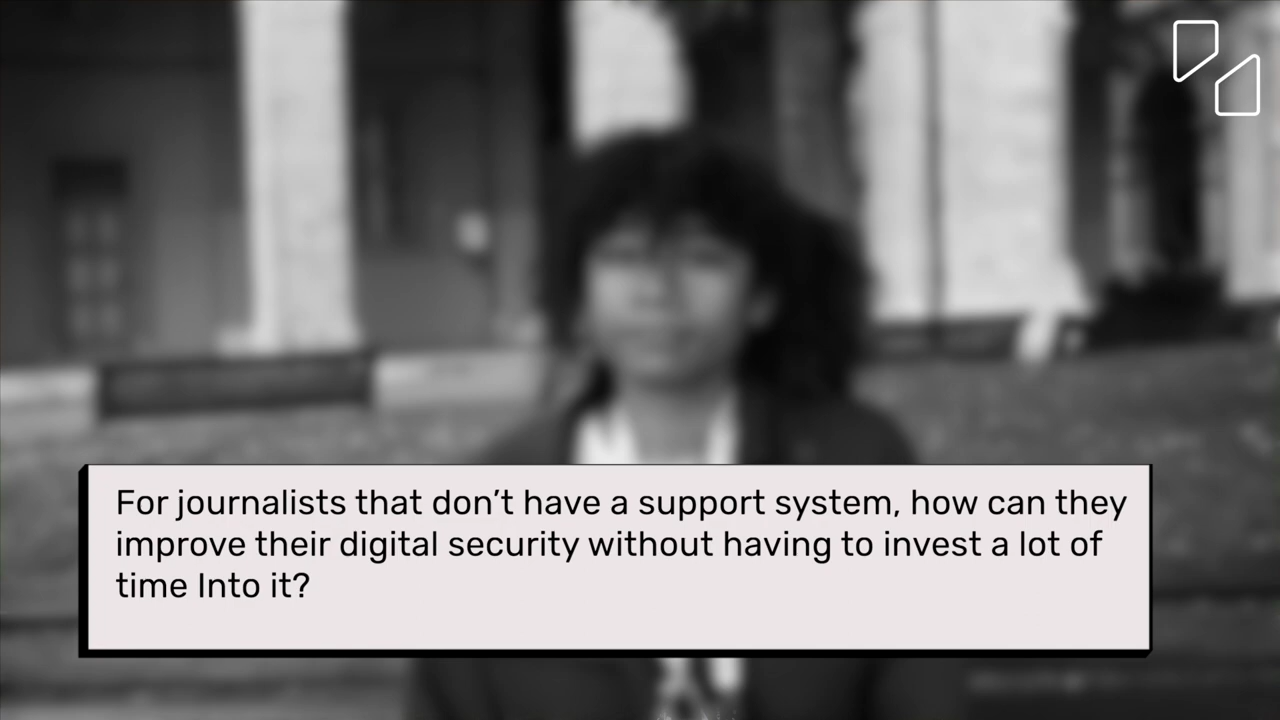 For journalists that don’t have a support system, how can they
improve their digital security without having to invest a lot of
time Into it?